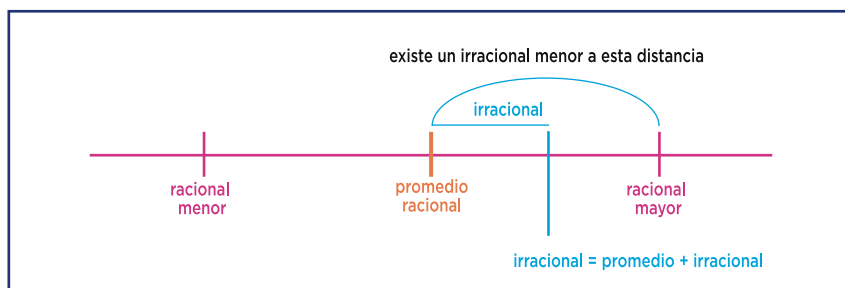 existe un irracional menor a esta distancia
irracional
racional
menor
promedio
racional
racional
mayor
irracional = promedio + irracional